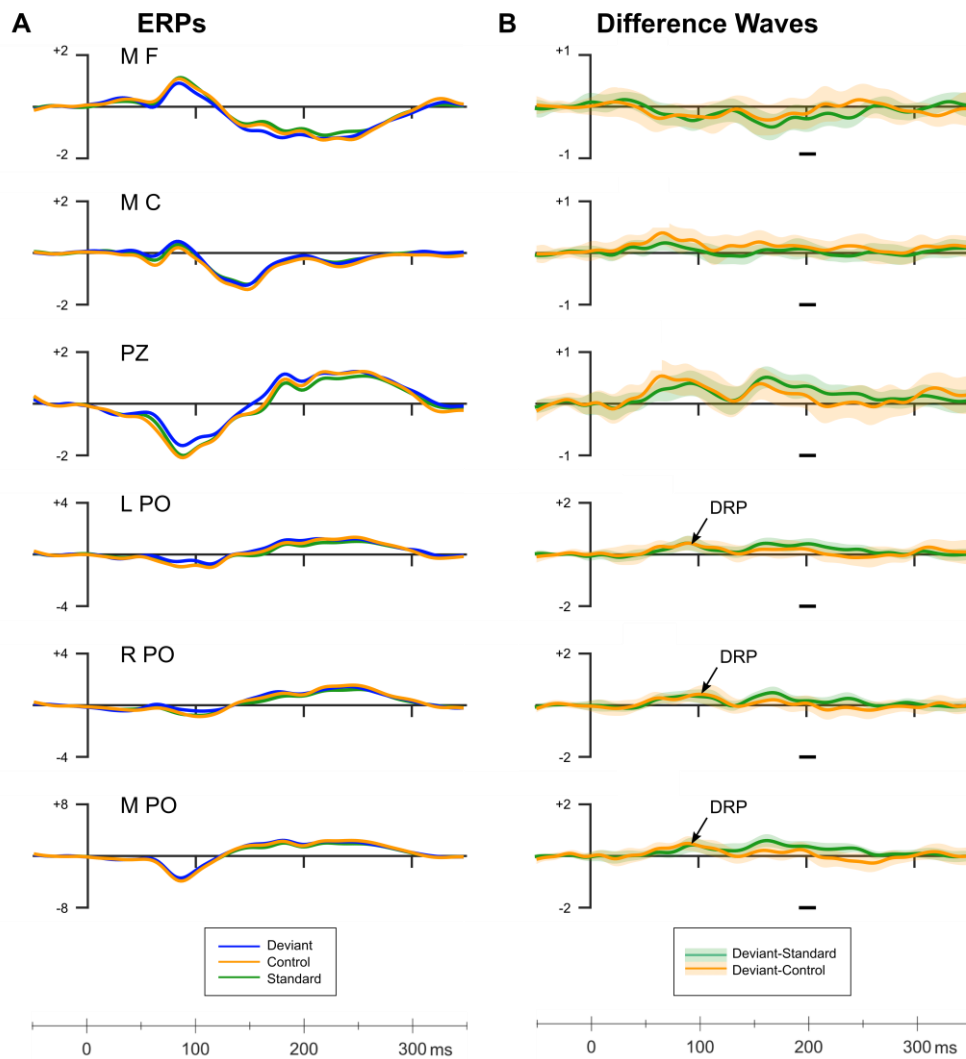 A ERPs B Difference Waves
+2 M F +1
-2 -1
+2 M C +1
-2 -1
+2 PZ +1
-2 -1
+4 L PO +2 DRP
-4 -2
+4 R PO +2 DRP
-4 -2
+8 M PO +2 DRP
-8 -2
Deviant
Control
Standard
Deviant-Standard
Deviant-Control
0 100 200 300 ms 0 100 200 300 ms